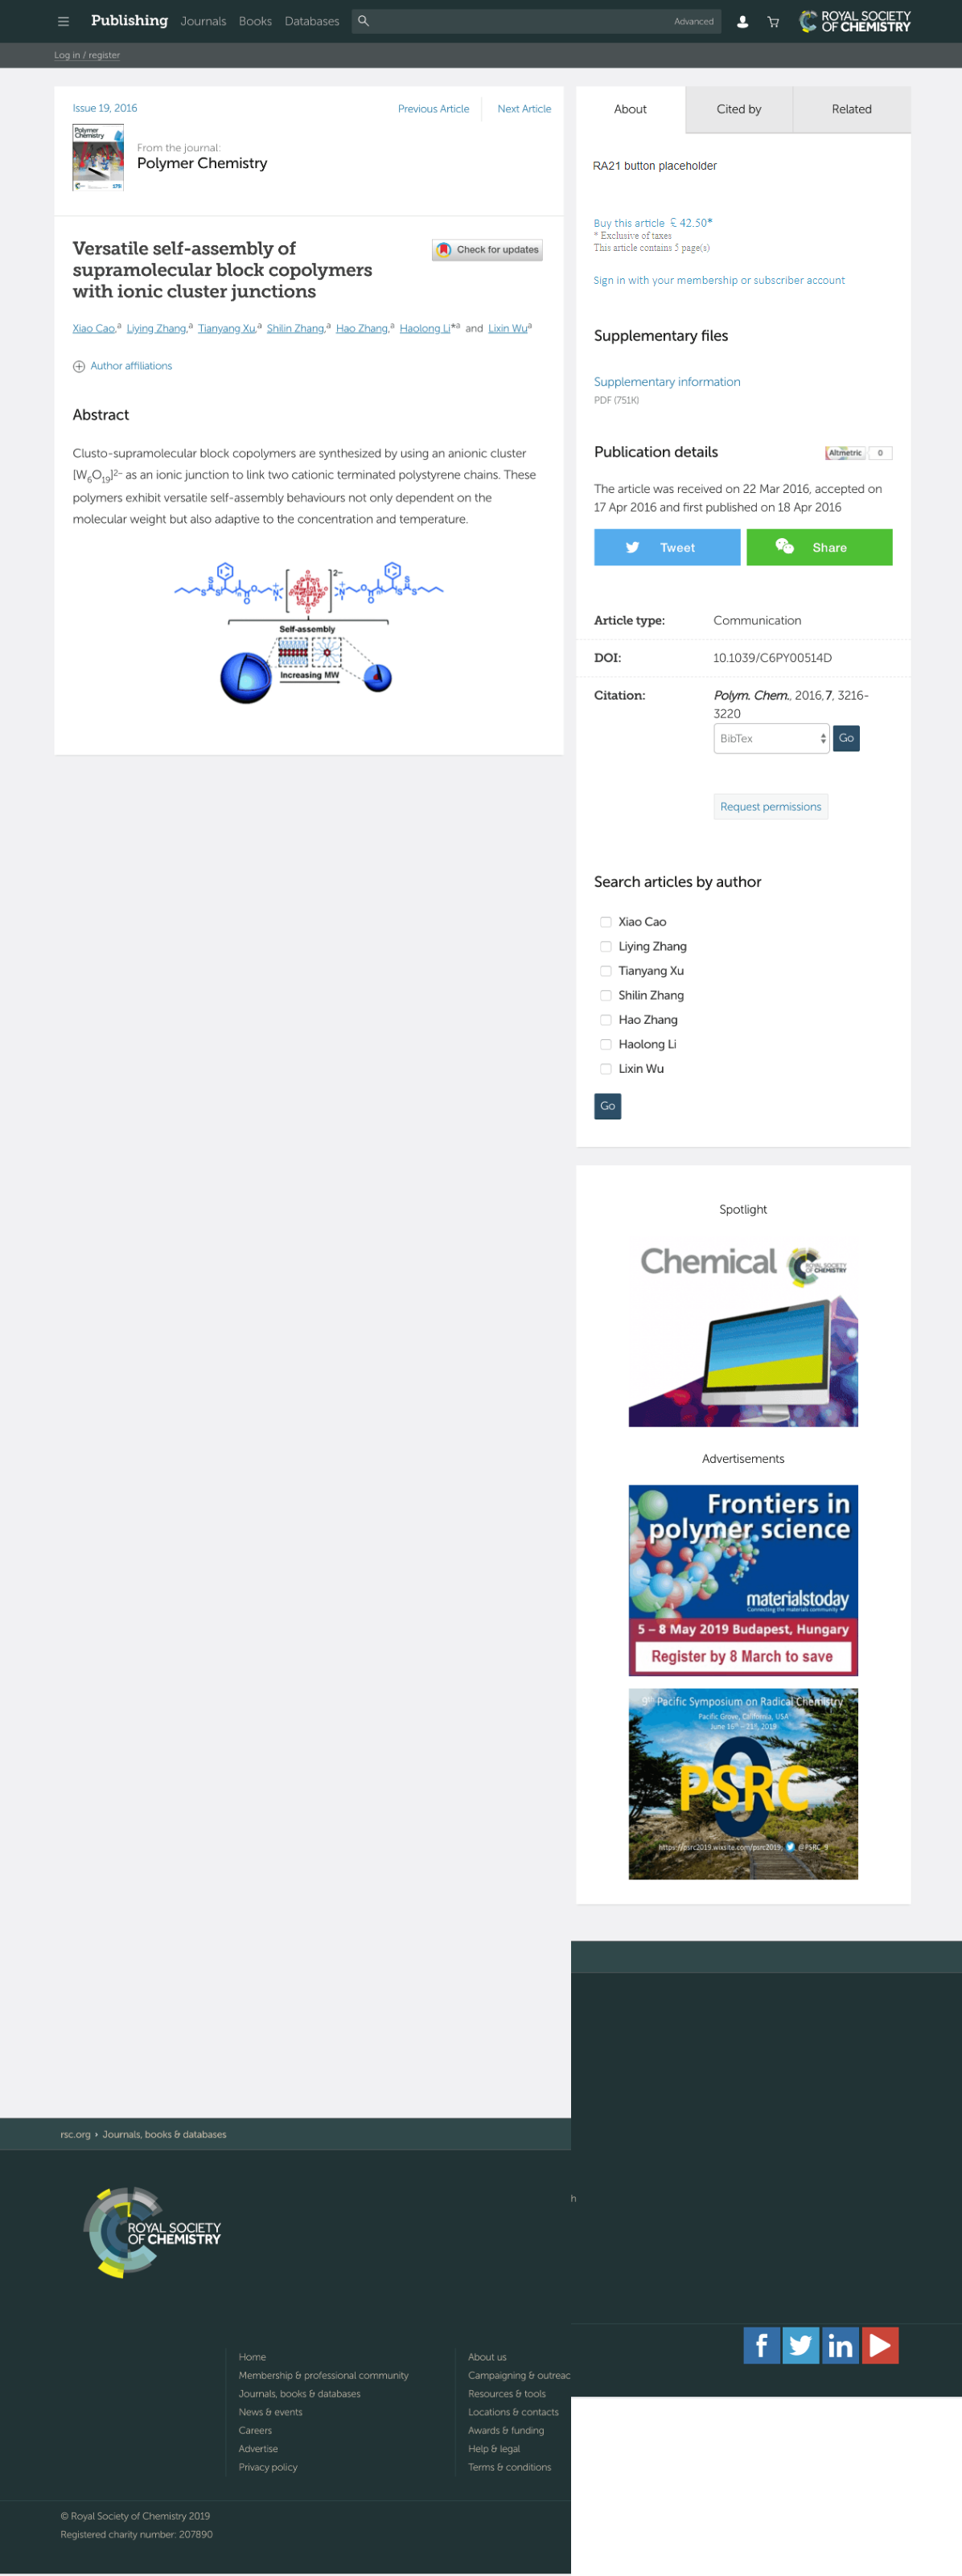 Publishing Journals Books Databases Advanced ROYAL SOCIETY OF CHEMISTRY
Log in / register
Issue 19, 2016
Previous Article Next Article
Polymer Chemistry
From the journal:
Polymer Chemistry
Versatile self-assembly of
supramolecular block copolymers
with ionic cluster junctions
Check for updates
Xiao Cao,a Liying Zhang,a Tianyang Xu,a Shilin Zhang,a Hao Zhang,a Haolong Li*a and Lixin Wua
Author affiliations
Abstract
Clusto-supramolecular block copolymers are synthesized by using an anionic cluster
[W6O19]2− as an ionic junction to link two cationic terminated polystyrene chains. These
polymers exhibit versatile self-assembly behaviours not only dependent on the
molecular weight but also adaptive to the concentration and temperature.
2−
Self-assembly
Increasing MW
About Cited by Related
RA21 button placeholder
Buy this article £ 42.50*
* Exclusive of taxes
This article contains 5 page(s)
Sign in with your membership or subscriber account
Supplementary files
Supplementary information
PDF (751K)
Publication details
Altmetric 0
The article was received on 22 Mar 2016, accepted on
17 Apr 2016 and first published on 18 Apr 2016
Tweet Share
Article type: Communication
DOI: 10.1039/C6PY00514D
Citation: Polym. Chem., 2016,7, 3216-
3220
BibTex Go
Request permissions
Search articles by author
Xiao Cao
Liying Zhang
Tianyang Xu
Shilin Zhang
Hao Zhang
Haolong Li
Lixin Wu
Go
Spotlight
Chemical ROYAL SOCIETY OF CHEMISTRY
Advertisements
Frontiers in
polymer science
materialstoday
Connecting the materials community
5 – 8 May 2019 Budapest, Hungary
Register by 8 March to save
9th Pacific Symposium on Radical Chemistry
Pacific Grove, California, USA
June 16th – 21st, 2019
PSRC
9
https://psrc2019.wixsite.com/psrc2019,
rsc.org Journals, books & databases
h
ROYAL SOCIETY
OF CHEMISTRY
Home
Membership & professional community
Journals, books & databases
News & events
Careers
Advertise
Privacy policy
About us
Campaigning & outreac
Resources & tools
Locations & contacts
Awards & funding
Help & legal
Terms & conditions
© Royal Society of Chemistry 2019
Registered charity number: 207890